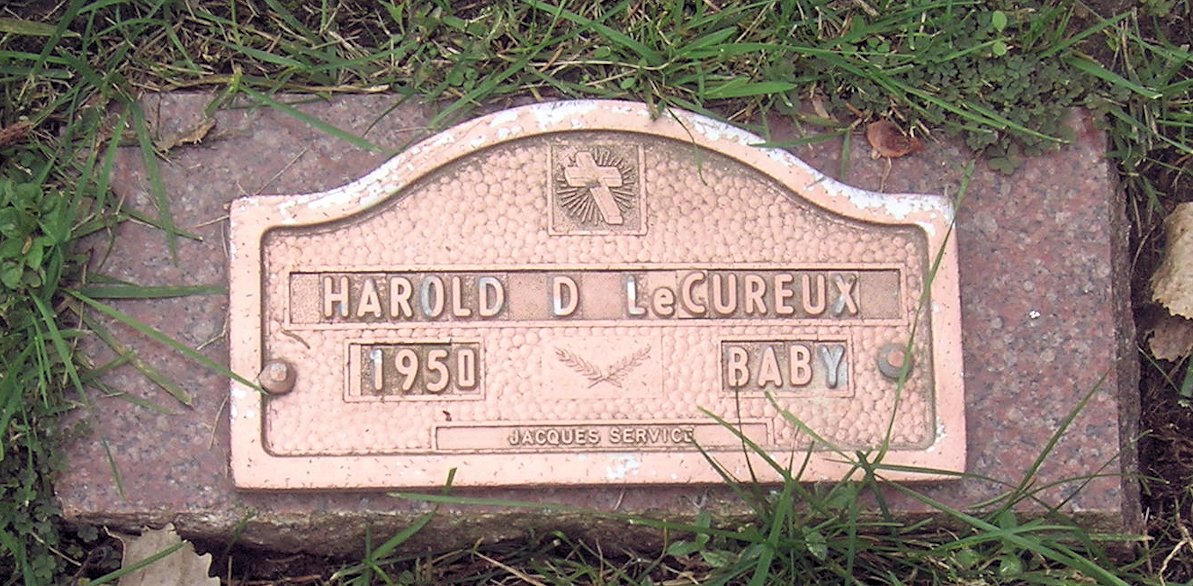 HAROLD D LeCUREUX
1950 BABY
JACQUES SERVICE